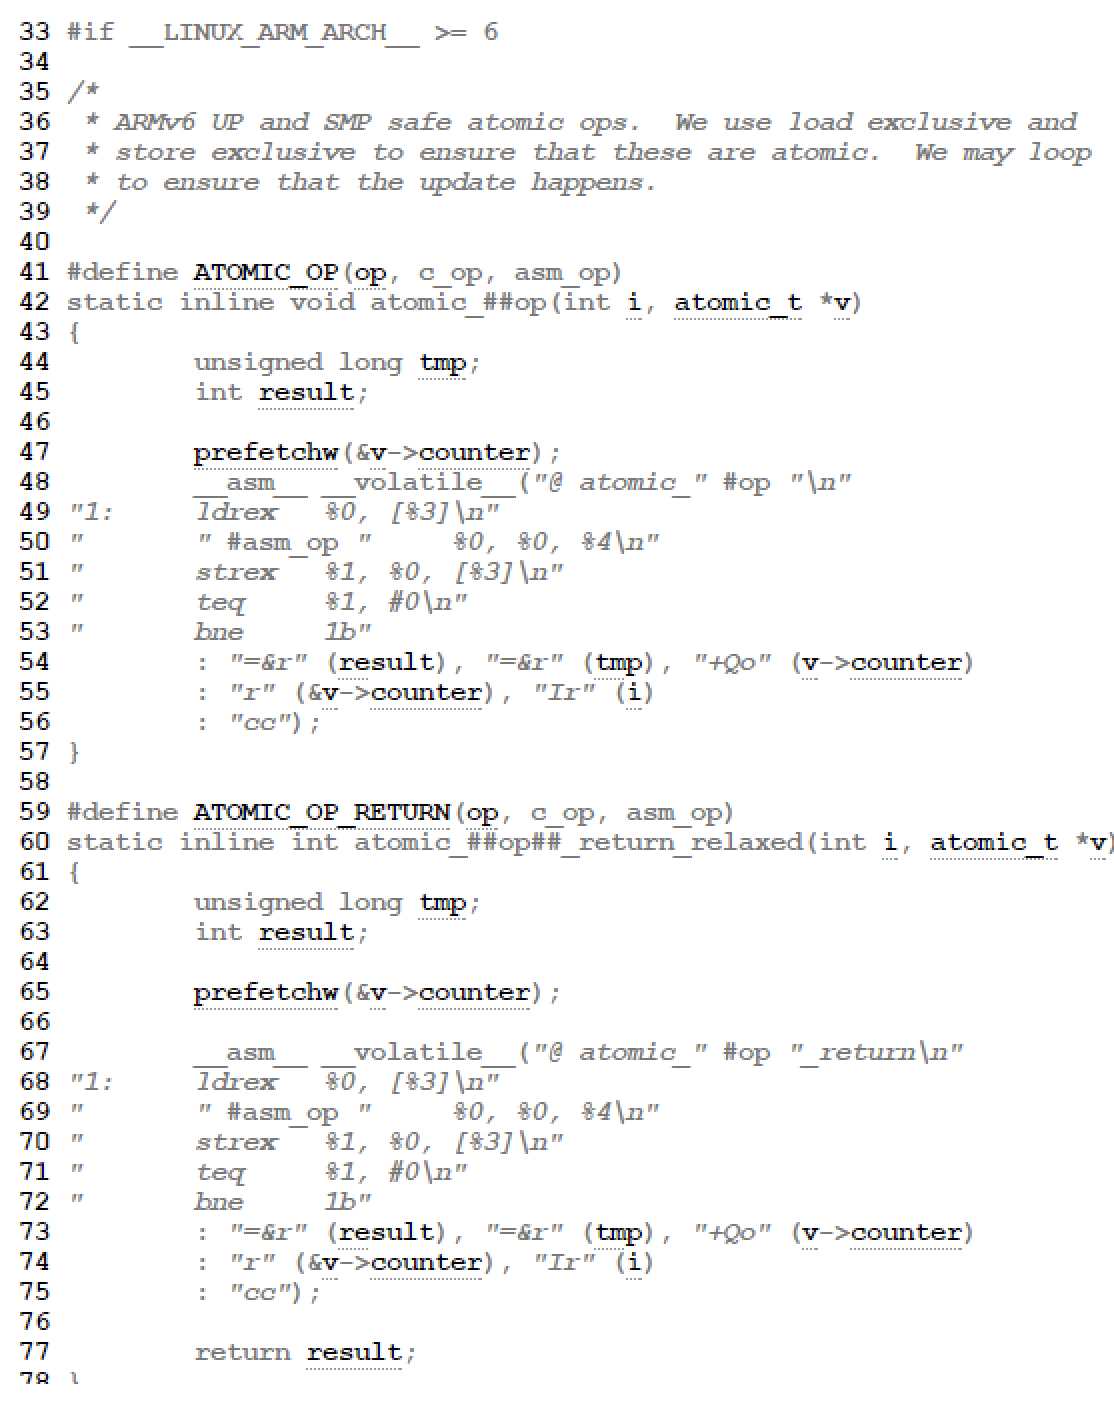 33 #if __LINUX_ARM_ARCH__ >= 6
34
35 /*
36  * ARMv6 UP and SMP safe atomic ops.  We use load exclusive and
37  * store exclusive to ensure that these are atomic.  We may loop
38  * to ensure that the update happens.
39  */
40
41 #define ATOMIC_OP(op, c_op, asm_op)
42 static inline void atomic_##op(int i, atomic_t *v)
43 {
44         unsigned long tmp;
45         int result;
46
47         prefetchw(&v->counter);
48         __asm__ __volatile__("@ atomic_" #op "\n"
49 "1:     ldrex   %0, [%3]\n"
50 "       " #asm_op "     %0, %0, %4\n"
51 "       strex   %1, %0, [%3]\n"
52 "       teq     %1, #0\n"
53 "       bne     1b"
54         : "=&r" (result), "=&r" (tmp), "+Qo" (v->counter)
55         : "r" (&v->counter), "Ir" (i)
56         : "cc");
57 }
58
59 #define ATOMIC_OP_RETURN(op, c_op, asm_op)
60 static inline int atomic_##op##_return_relaxed(int i, atomic_t *v)
61 {
62         unsigned long tmp;
63         int result;
64
65         prefetchw(&v->counter);
66
67         __asm__ __volatile__("@ atomic_" #op "_return\n"
68 "1:     ldrex   %0, [%3]\n"
69 "       " #asm_op "     %0, %0, %4\n"
70 "       strex   %1, %0, [%3]\n"
71 "       teq     %1, #0\n"
72 "       bne     1b"
73         : "=&r" (result), "=&r" (tmp), "+Qo" (v->counter)
74         : "r" (&v->counter), "Ir" (i)
75         : "cc");
76
77         return result;
78 }